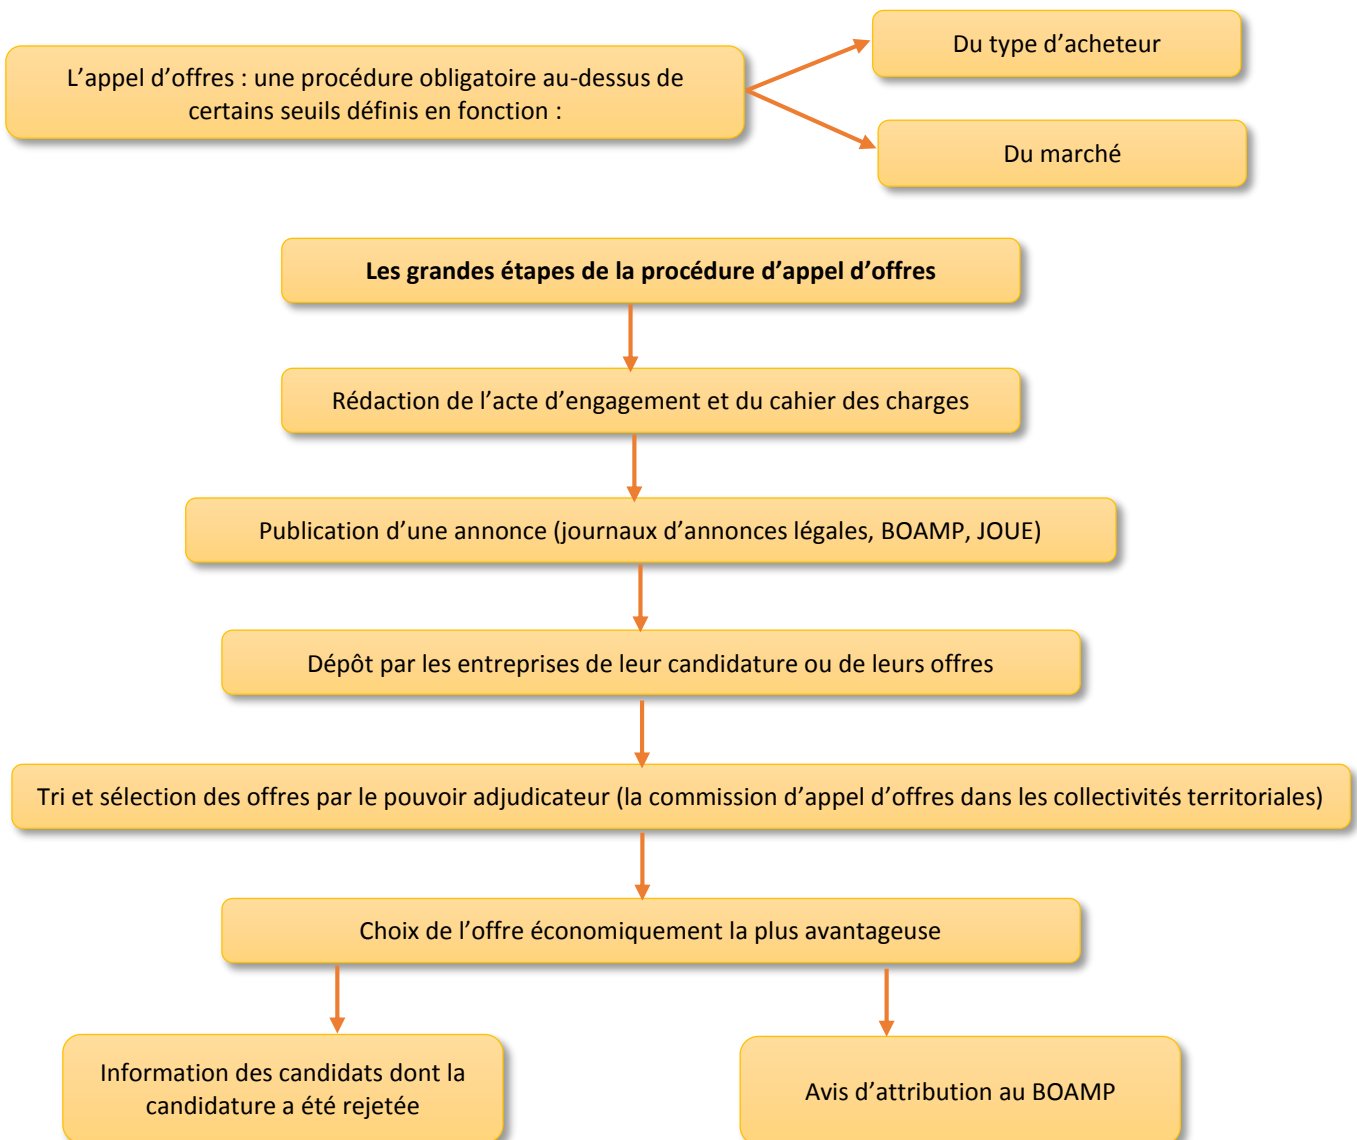 L’appel d’offres : une procédure obligatoire au-dessus de
certains seuils définis en fonction :
Du type d’acheteur
Du marché
Les grandes étapes de la procédure d’appel d’offres
Rédaction de l’acte d’engagement et du cahier des charges
Publication d’une annonce (journaux d’annonces légales, BOAMP, JOUE)
Dépôt par les entreprises de leur candidature ou de leurs offres
Tri et sélection des offres par le pouvoir adjudicateur (la commission d’appel d’offres dans les collectivités territoriales)
Choix de l’offre économiquement la plus avantageuse
Information des candidats dont la
candidature a été rejetée
Avis d’attribution au BOAMP